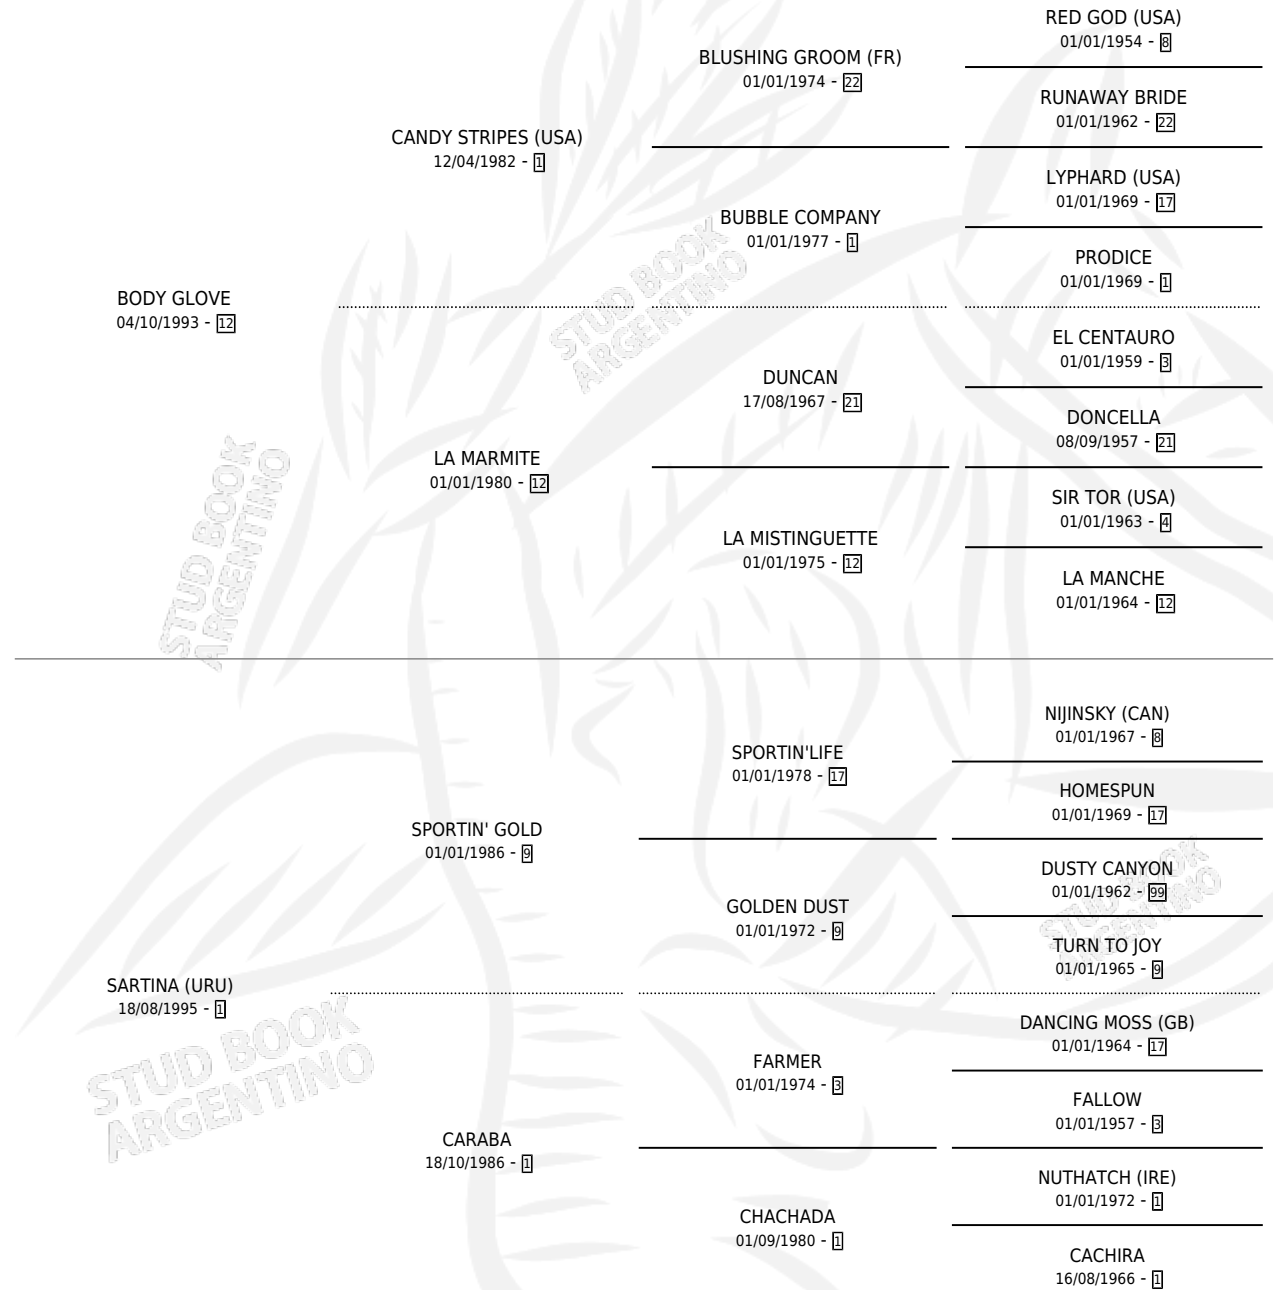 RED GOD (USA)
01/01/1954 - 8
BLUSHING GROOM (FR)
01/01/1974 - 22
RUNAWAY BRIDE
01/01/1962 - 22
CANDY STRIPES (USA)
12/04/1982 - 1
LYPHARD (USA)
01/01/1969 - 17
BUBBLE COMPANY
01/01/1977 - 1
PRODICE
01/01/1969 - 1
BODY GLOVE
04/10/1993 - 12
STUD BOOK
ARGENTINO
EL CENTAURO
01/01/1959 - 3
DUNCAN
17/08/1967 - 21
DONCELLA
08/09/1957 - 21
LA MARMITE
01/01/1980 - 12
SIR TOR (USA)
01/01/1963 - 4
LA MISTINGUETTE
01/01/1975 - 12
LA MANCHE
01/01/1964 - 12
STUD BOOK
ARGENTINO
NIJINSKY (CAN)
01/01/1967 - 8
SPORTIN'LIFE
01/01/1978 - 17
HOMESPUN
01/01/1969 - 17
SPORTIN' GOLD
01/01/1986 - 9
DUSTY CANYON
01/01/1962 - 99
GOLDEN DUST
01/01/1972 - 9
TURN TO JOY
01/01/1965 - 9
STUD BOOK
ARGENTINO
SARTINA (URU)
18/08/1995 - 1
STUD BOOK
ARGENTINO
DANCING MOSS (GB)
01/01/1964 - 17
FARMER
01/01/1974 - 3
FALLOW
01/01/1957 - 3
CARABA
18/10/1986 - 1
NUTHATCH (IRE)
01/01/1972 - 1
CHACHADA
01/09/1980 - 1
CACHIRA
16/08/1966 - 1